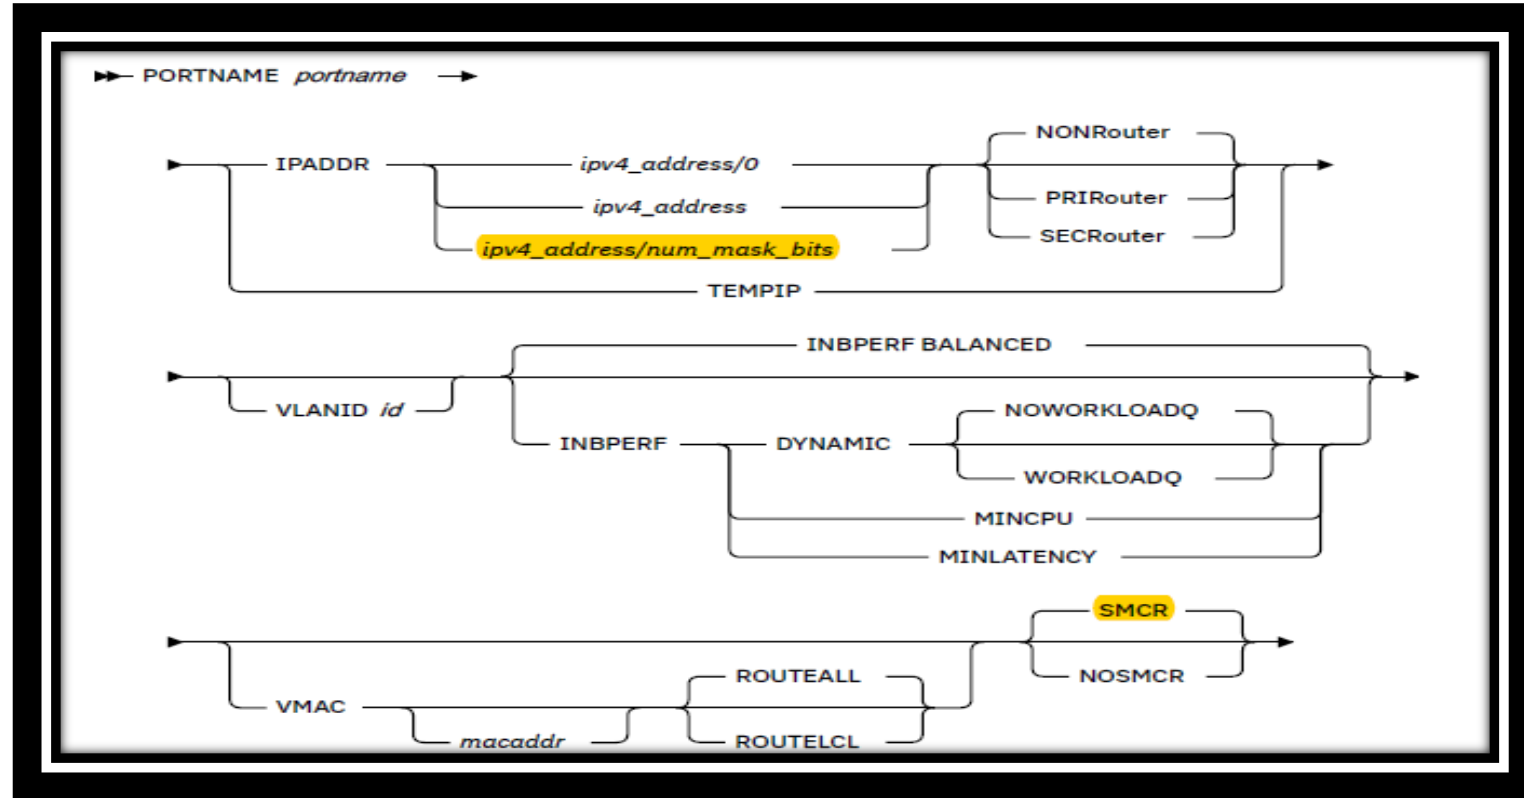 PORTNAME portname
NONRouter
IPADDR ipv4_address/0
ipv4_address
PRIRouter
ipv4_address/num_mask_bits
SECRouter
TEMPIP
INBPERF BALANCED
VLANID id
NOWORKLOADQ
INBPERF DYNAMIC
WORKLOADQ
MINCPU
MINLATENCY
SMCR
ROUTEALL
NOSMCR
VMAC
macaddr
ROUTELCL